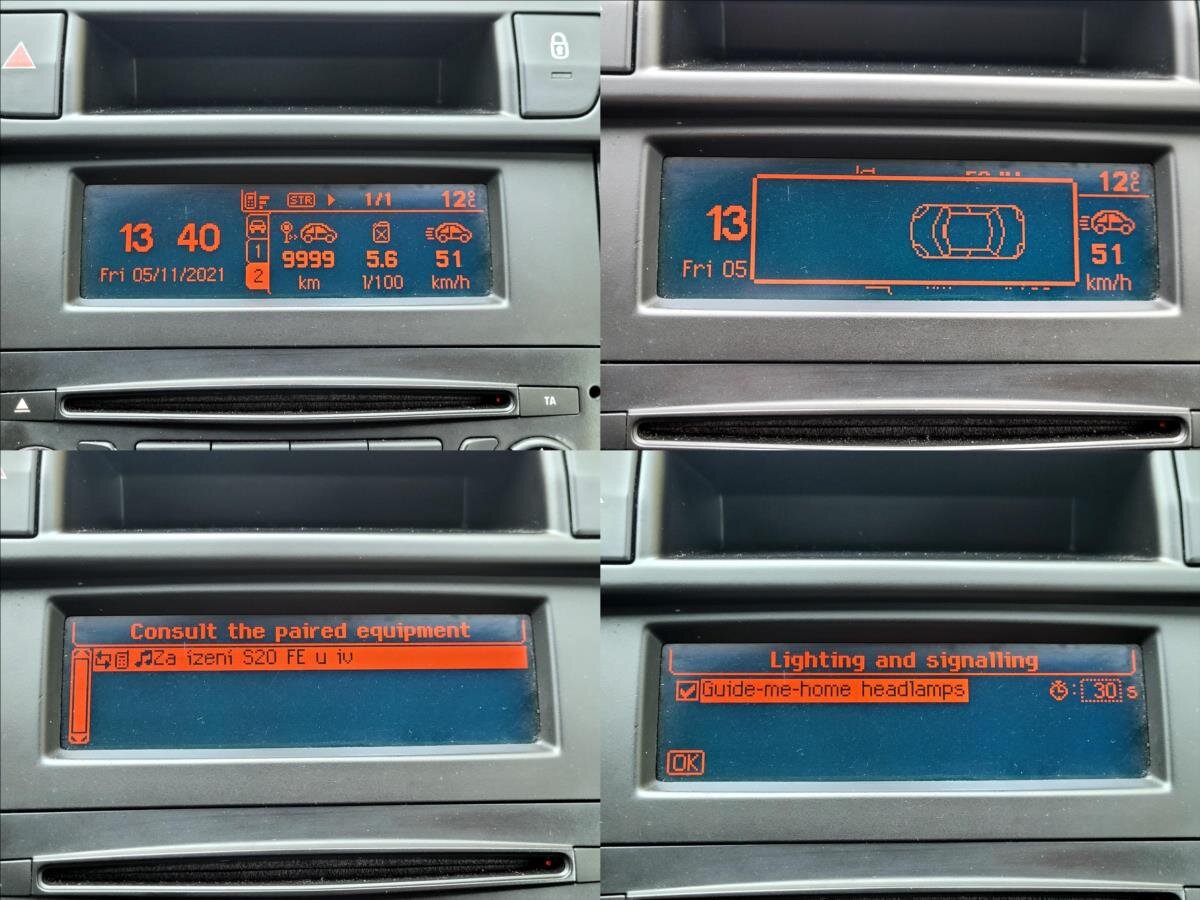 STR 1/1 12°C
13 40
9999 5.6 51
Fri 05/11/2021 km l/100 km/h
1
2
TA
12°C
13
51
Fri 05 km/h
Consult the paired equipment
Za ízení S20 FE u iv
Lighting and signalling
Guide-me-home headlamps : 30 s
OK